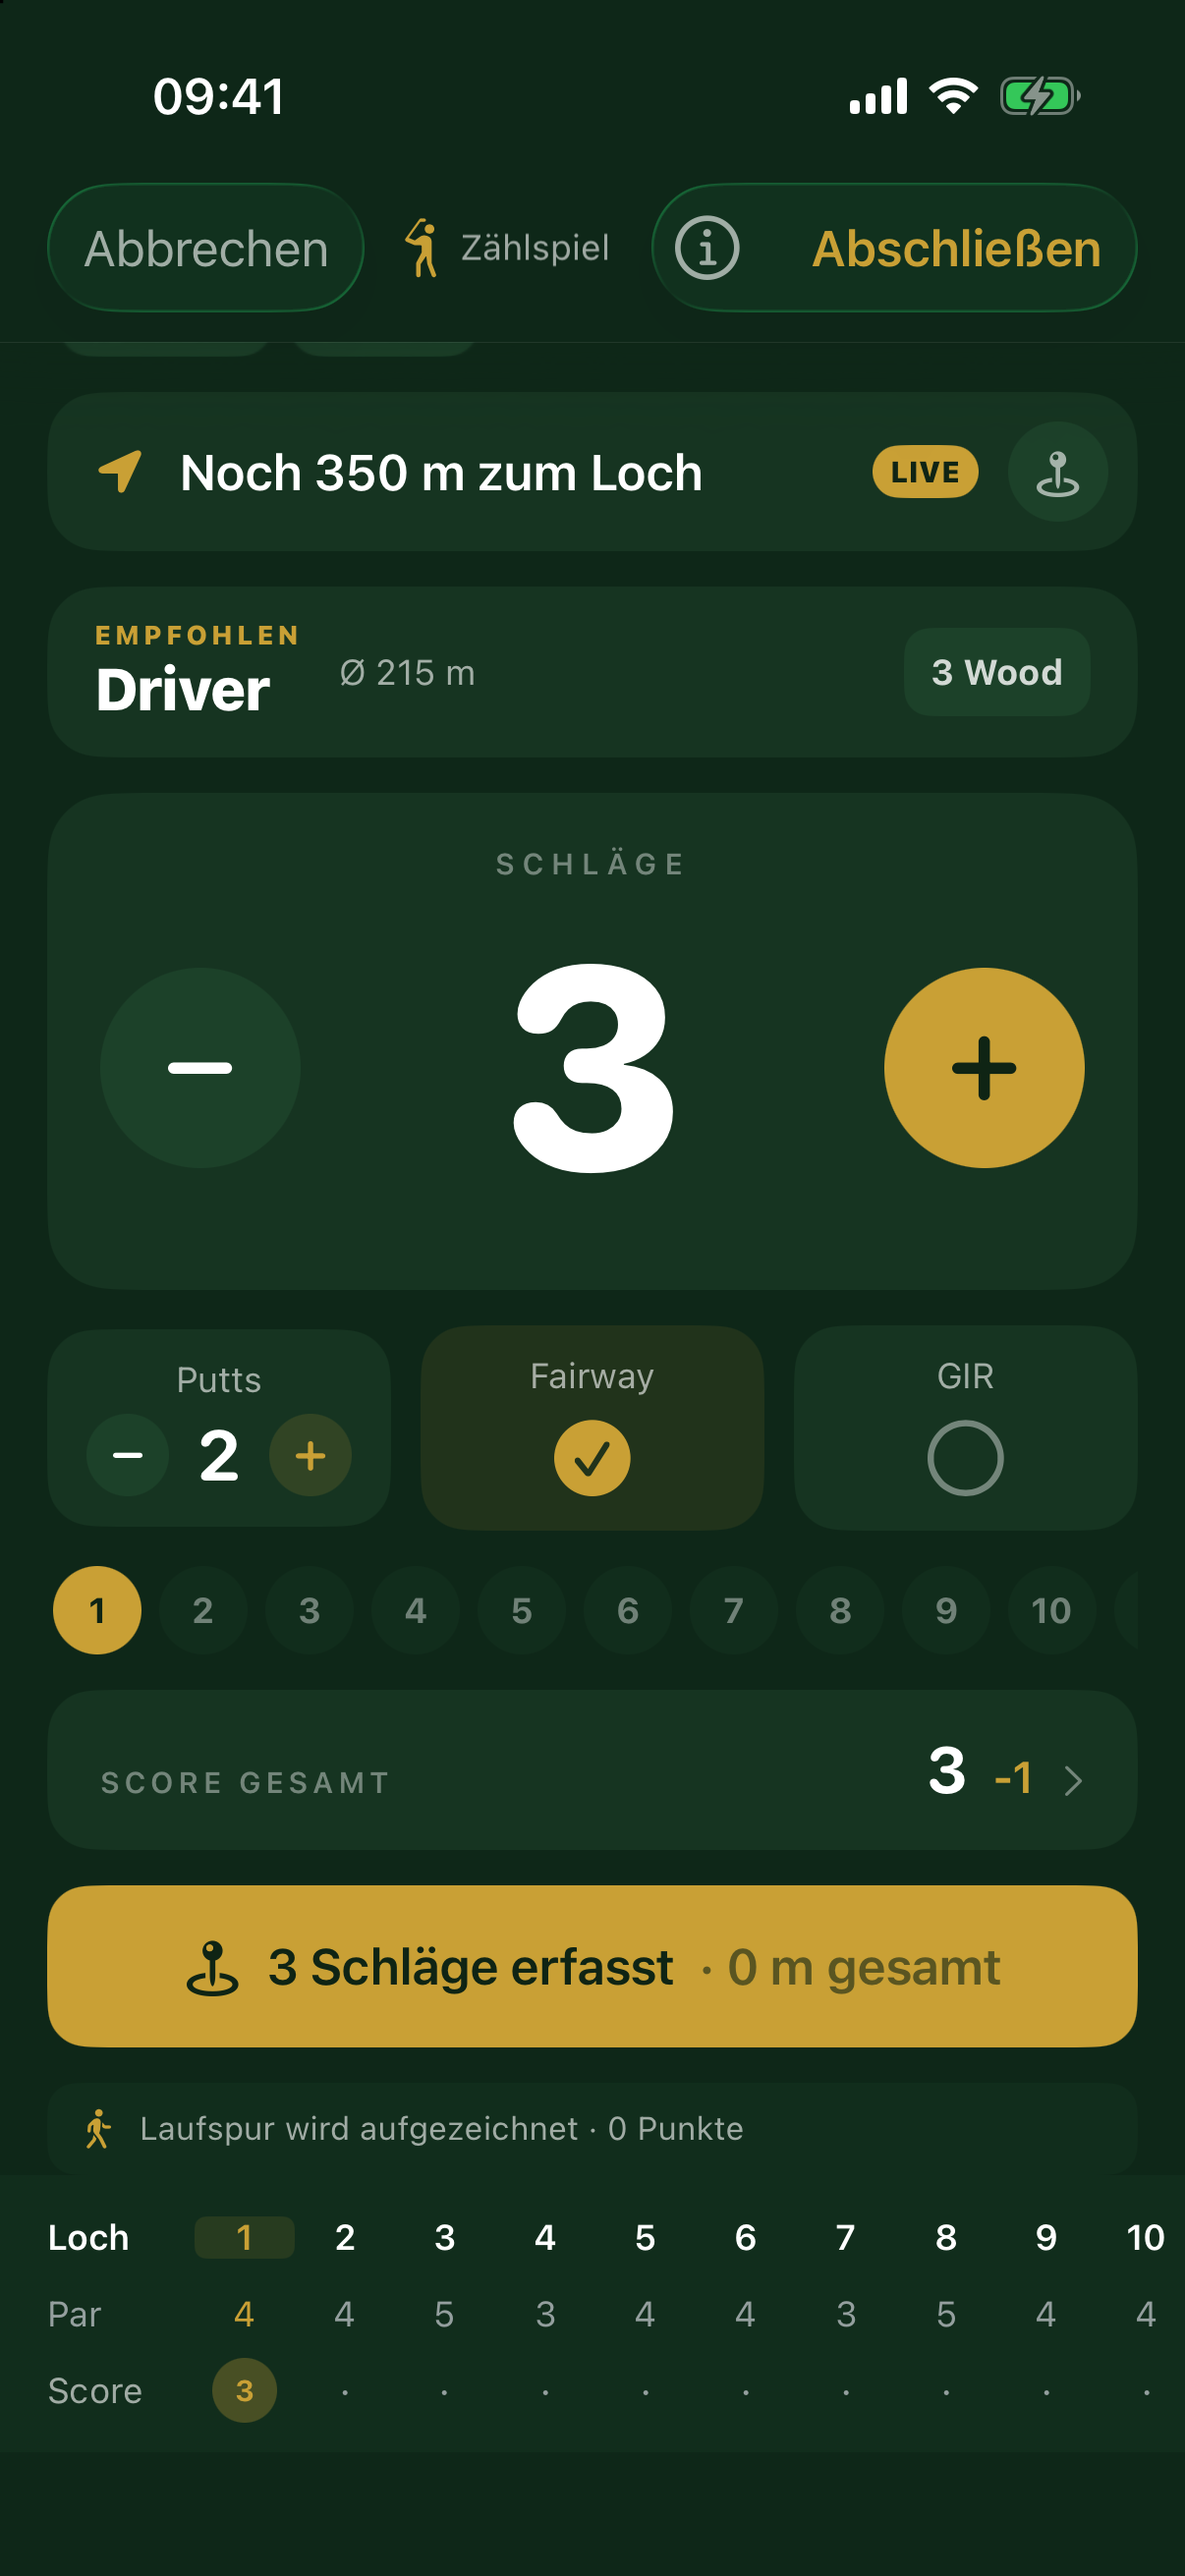 09:41
Abbrechen Zählspiel Abschließen
Noch 350 m zum Loch LIVE
EMPFOHLEN
Driver Ø 215 m 3 Wood
SCHLÄGE
3
Putts Fairway GIR
2
1 2 3 4 5 6 7 8 9 10
SCORE GESAMT 3 -1
3 Schläge erfasst · 0 m gesamt
Laufspur wird aufgezeichnet · 0 Punkte
Loch 1 2 3 4 5 6 7 8 9 10
Par 4 4 5 3 4 4 3 5 4 4
Score 3 · · · · · · · · ·